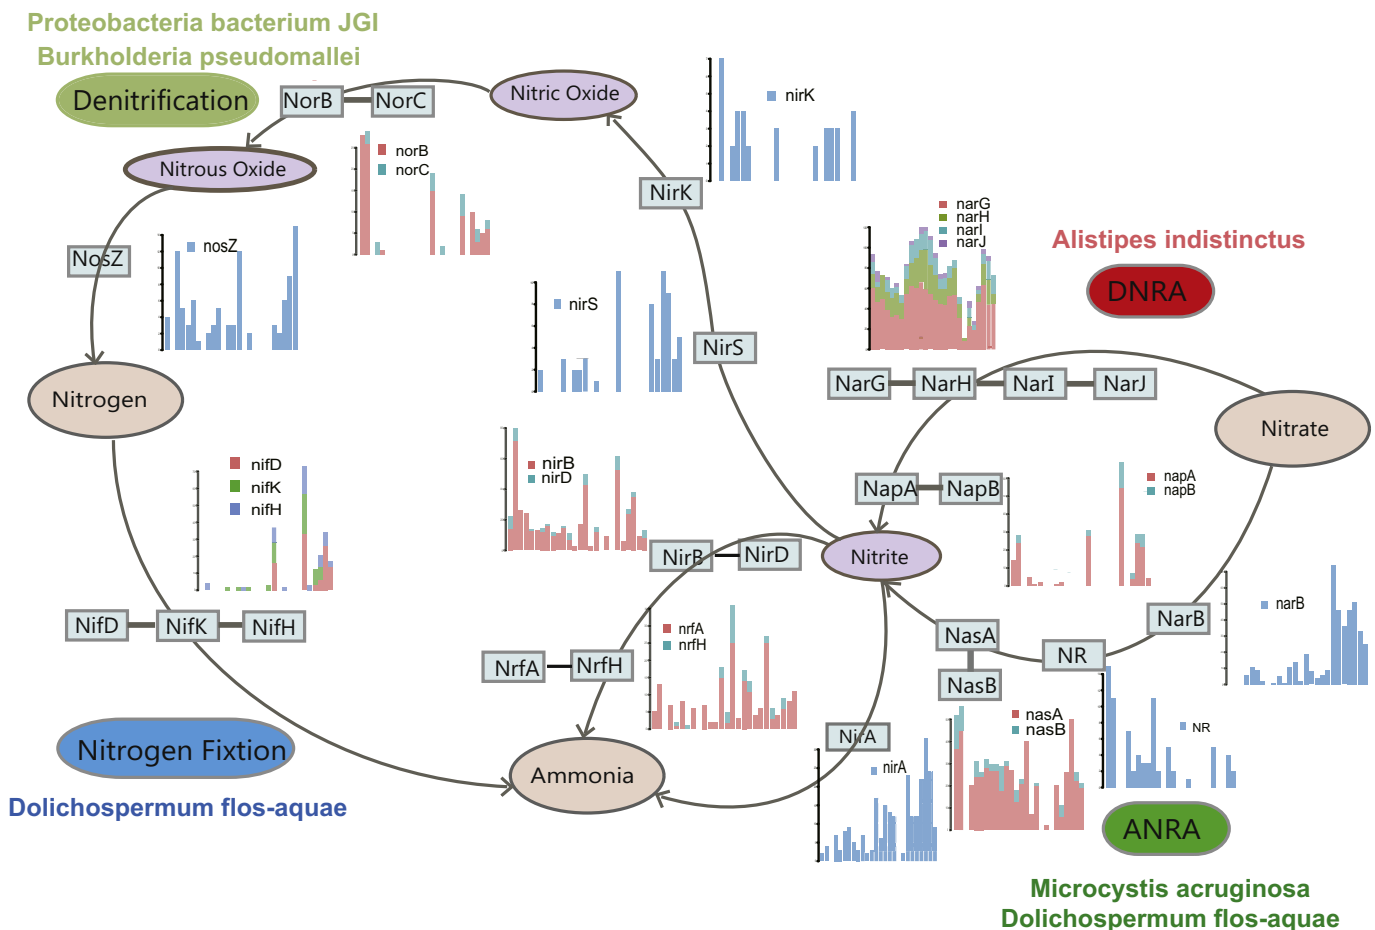 Proteobacteria bacterium JGI
Burkholderia pseudomallei
Denitrification
NorB
NorC
Nitric Oxide
nirK
Nitrous Oxide
norB
norC
NirK
narG
narH
narI
narJ
Alistipes indistinctus
DNRA
NosZ
nosZ
nirS
NirS
NarG
NarH
NarI
NarJ
Nitrogen
Nitrate
nifD
nifK
nifH
nirB
nirD
NapA
NapB
napA
napB
NirB
NirD
Nitrite
NifD
NifK
NifH
NrfA
NrfH
nrfA
nrfH
NasA
NasB
NR
NarB
narB
Nitrogen Fixtion
Dolichospermum flos-aquae
Ammonia
NirA
nirA
nasA
nasB
NR
ANRA
Microcystis acruginosa
Dolichospermum flos-aquae